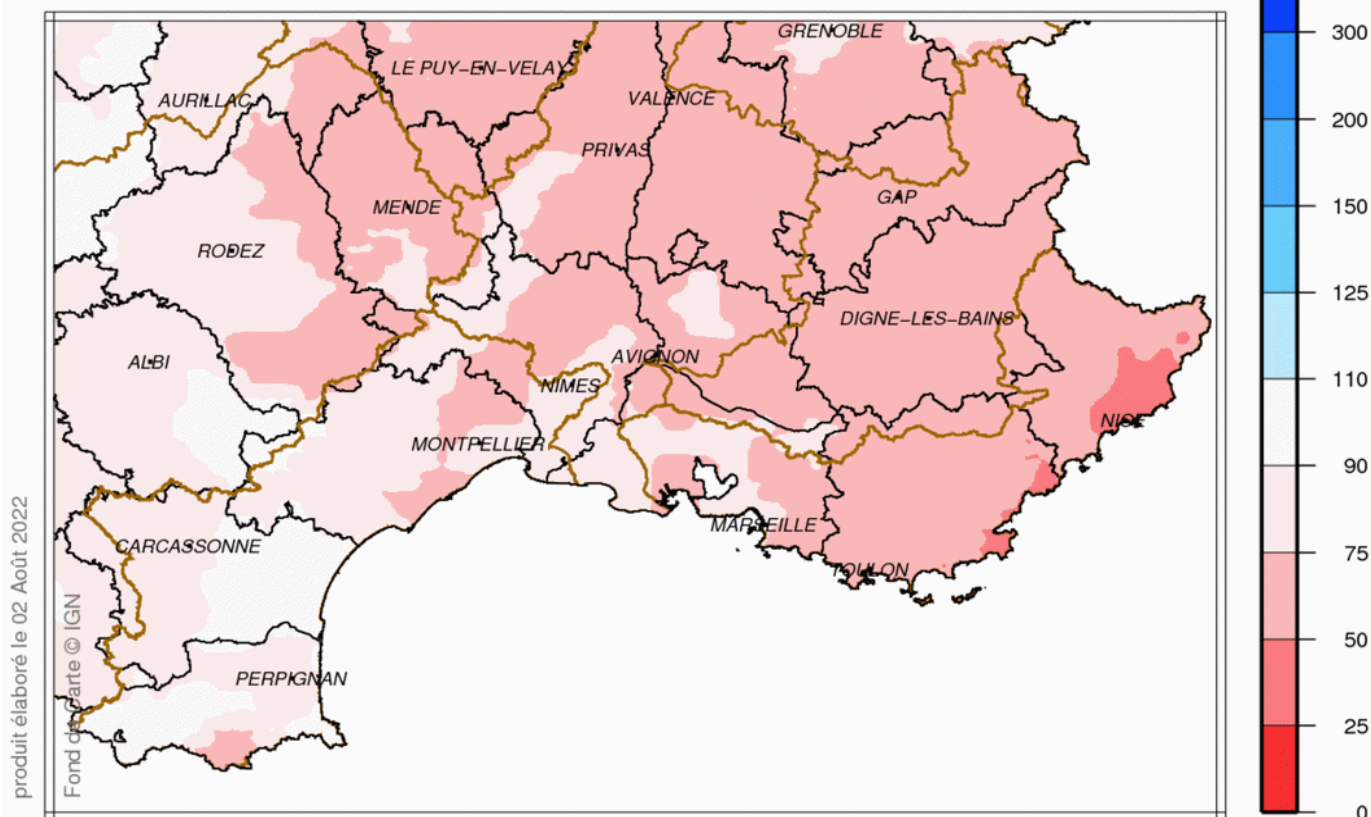 GRENOBLE
LE PUY–EN–VELAY
AURILLAC
VALENCE
PRIVAS
GAP
MENDE
RODEZ
DIGNE–LES–BAINS
ALBI
AVIGNON
NIMES
NICE
MONTPELLIER
MARSEILLE
CARCASSONNE
TOULON
PERPIGNAN
produit élaboré le 02 Août 2022
Fond de Carte © IGN
300
200
150
125
110
90
75
50
25
0